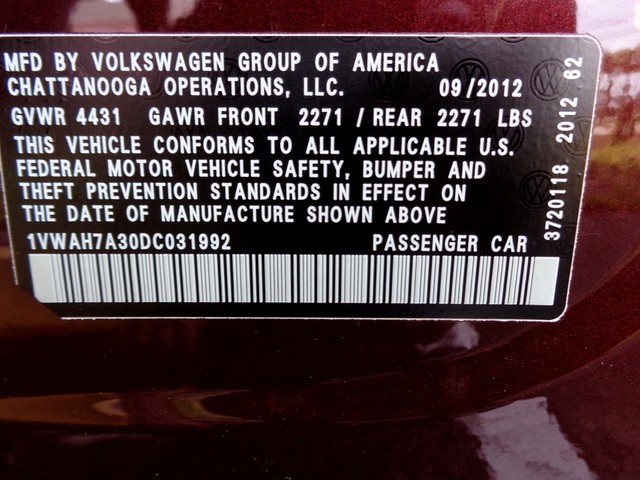 MFD BY VOLKSWAGEN GROUP OF AMERICA
CHATTANOOGA OPERATIONS, LLC. 09/2012
GVWR 4431 GAWR FRONT 2271 / REAR 2271 LBS
THIS VEHICLE CONFORMS TO ALL APPLICABLE U.S.
FEDERAL MOTOR VEHICLE SAFETY, BUMPER AND
THEFT PREVENTION STANDARDS IN EFFECT ON
THE DATE OF MANUFACTURE SHOWN ABOVE
1VWAH7A30DC031992 PASSENGER CAR
3720118 2012 62